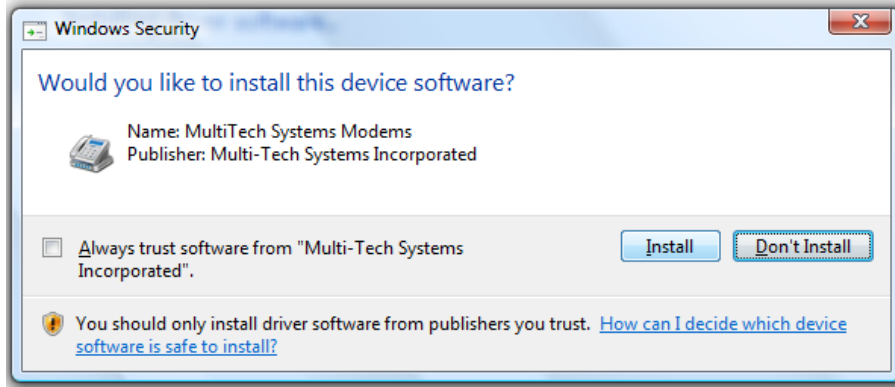 Windows Security
Would you like to install this device software?
Name: MultiTech Systems Modems
Publisher: Multi-Tech Systems Incorporated
Always trust software from "Multi-Tech Systems
Incorporated".
Install
Don't Install
You should only install driver software from publishers you trust. How can I decide which device
software is safe to install?